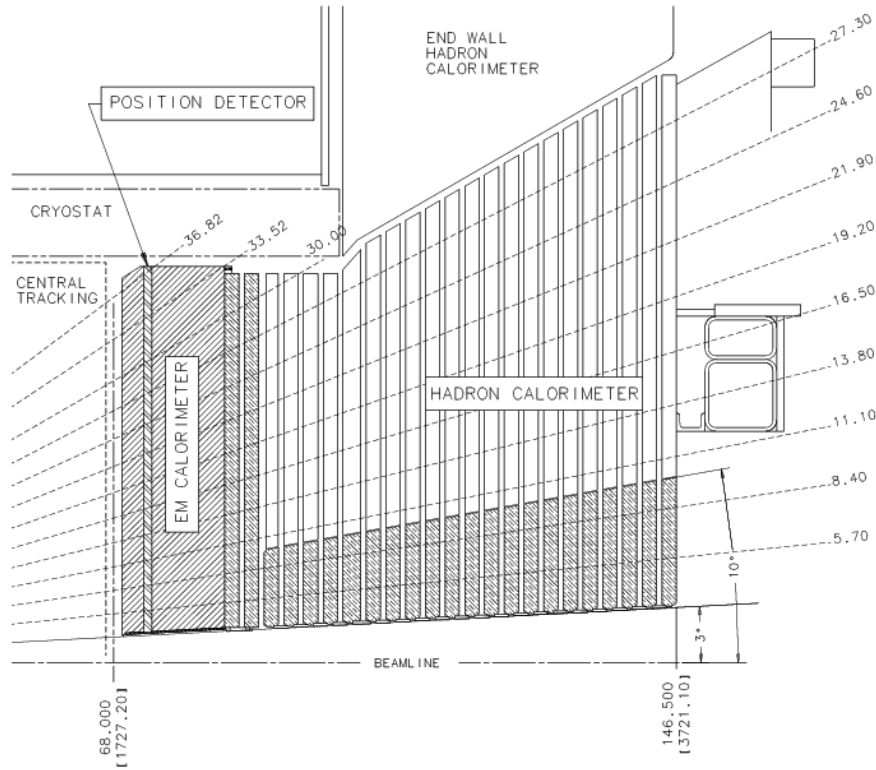 END WALL
HADRON
CALORIMETER
27.30
POSITION DETECTOR
24.60
21.90
CRYOSTAT
36.82
33.52
30.00
19.20
CENTRAL
TRACKING
16.50
EM CALORIMETER
HADRON CALORIMETER
13.80
11.10
8.40
5.70
10°
3°
BEAMLINE
68.000
[1727.20]
146.500
[3721.10]